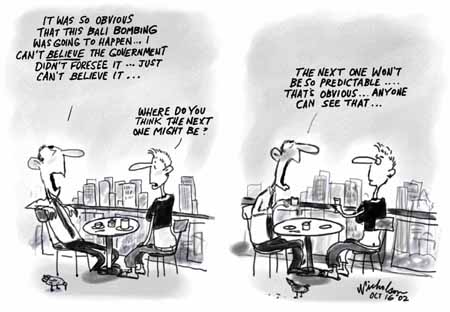 IT WAS SO OBVIOUS
THAT THIS BALI BOMBING
WAS GOING TO HAPPEN... I
CAN'T BELIEVE THE GOVERNMENT
DIDN'T FORESEE IT... JUST
CAN'T BELIEVE IT...
WHERE DO YOU
THINK THE NEXT
ONE MIGHT BE?
THE NEXT ONE WON'T
BE SO PREDICTABLE....
THAT'S OBVIOUS... ANYONE
CAN SEE THAT...
Nicholson
OCT 16 '02